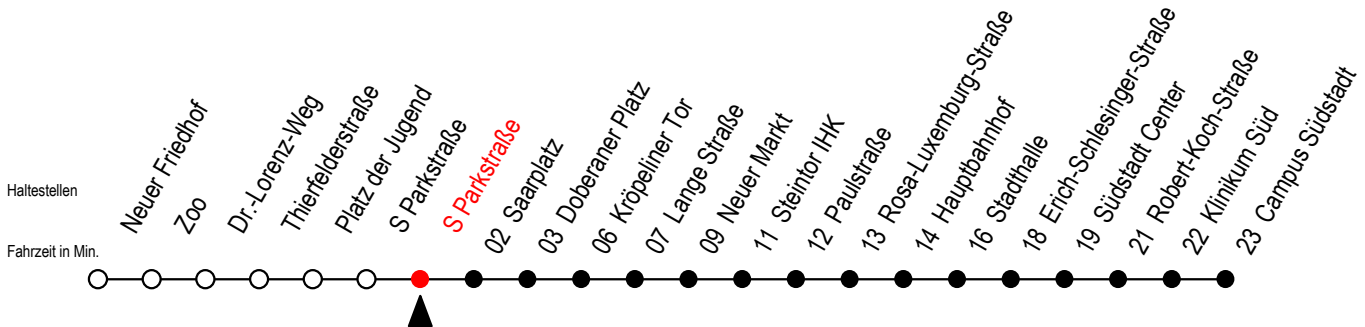 Haltestellen
Fahrzeit in Min.
Neuer Friedhof
Zoo
Dr.-Lorenz-Weg
Thierfelderstraße
Platz der Jugend
S Parkstraße
S Parkstraße
02 Saarplatz
03 Doberaner Platz
06 Kröpeliner Tor
07 Lange Straße
09 Neuer Markt
11 Steintor IHK
12 Paulstraße
13 Rosa-Luxemburg-Straße
14 Hauptbahnhof
16 Stadthalle
18 Erich-Schlesinger-Straße
19 Südstadt Center
21 Robert-Koch-Straße
22 Klinikum Süd
23 Campus Südstadt